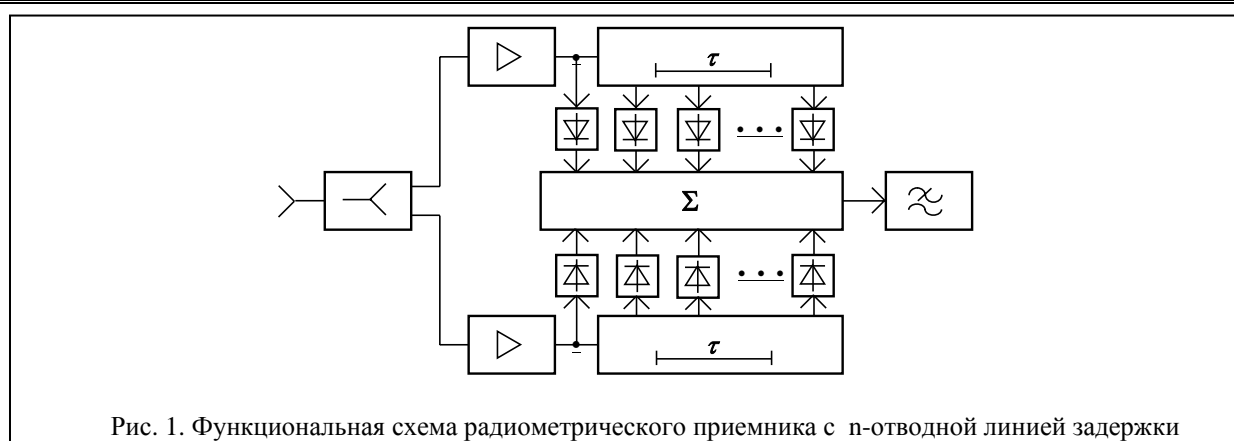 τ
Σ
τ
Рис. 1. Функциональная схема радиометрического приемника с n-отводной линией задержки